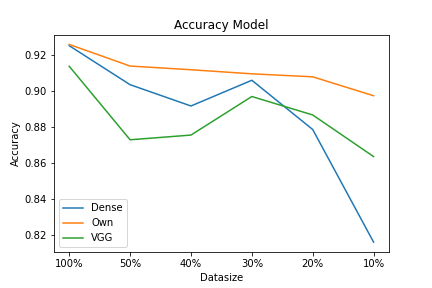 Accuracy Model
0.92
0.90
0.88
0.86
0.84
0.82
Accuracy
Dense
Own
VGG
100% 50% 40% 30% 20% 10%
Datasize